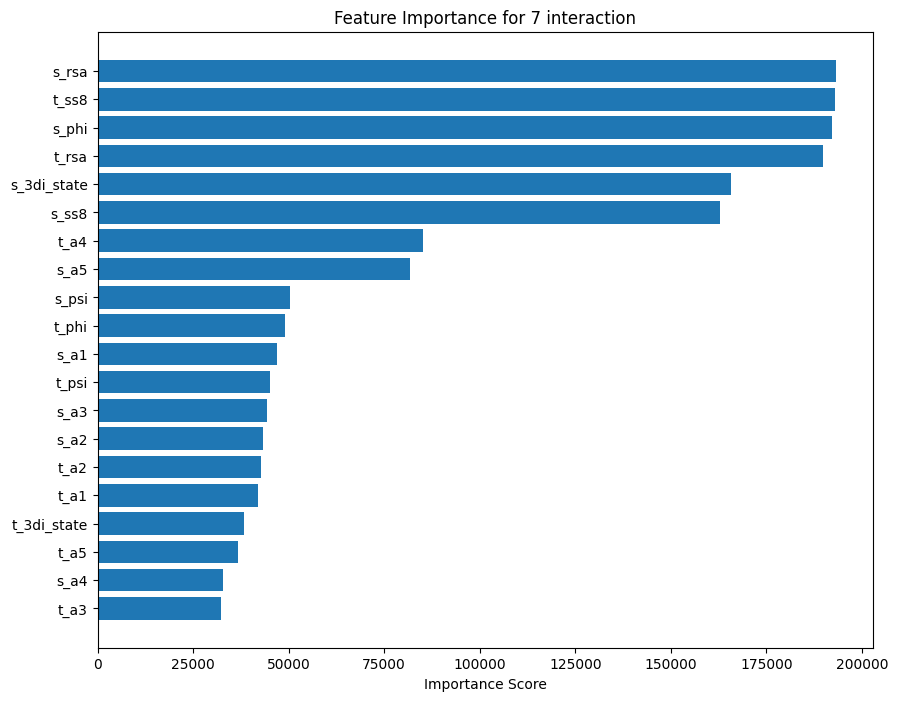 Feature Importance for 7 interaction
s_rsa
t_ss8
s_phi
t_rsa
s_3di_state
s_ss8
t_a4
s_a5
s_psi
t_phi
s_a1
t_psi
s_a3
s_a2
t_a2
t_a1
t_3di_state
t_a5
s_a4
t_a3
0 25000 50000 75000 100000 125000 150000 175000 200000
Importance Score